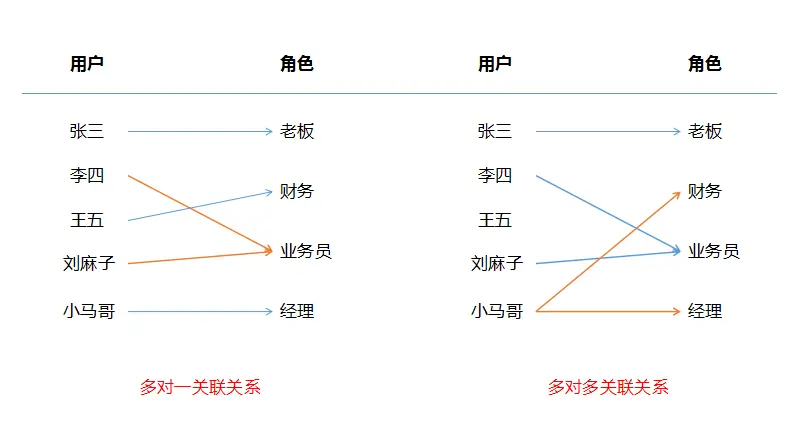 用户 角色 用户 角色
张三 老板 张三 老板
李四 李四
财务 财务
王五 王五
业务员 业务员
刘麻子 刘麻子
小马哥 经理 小马哥 经理
多对一关联关系 多对多关联关系